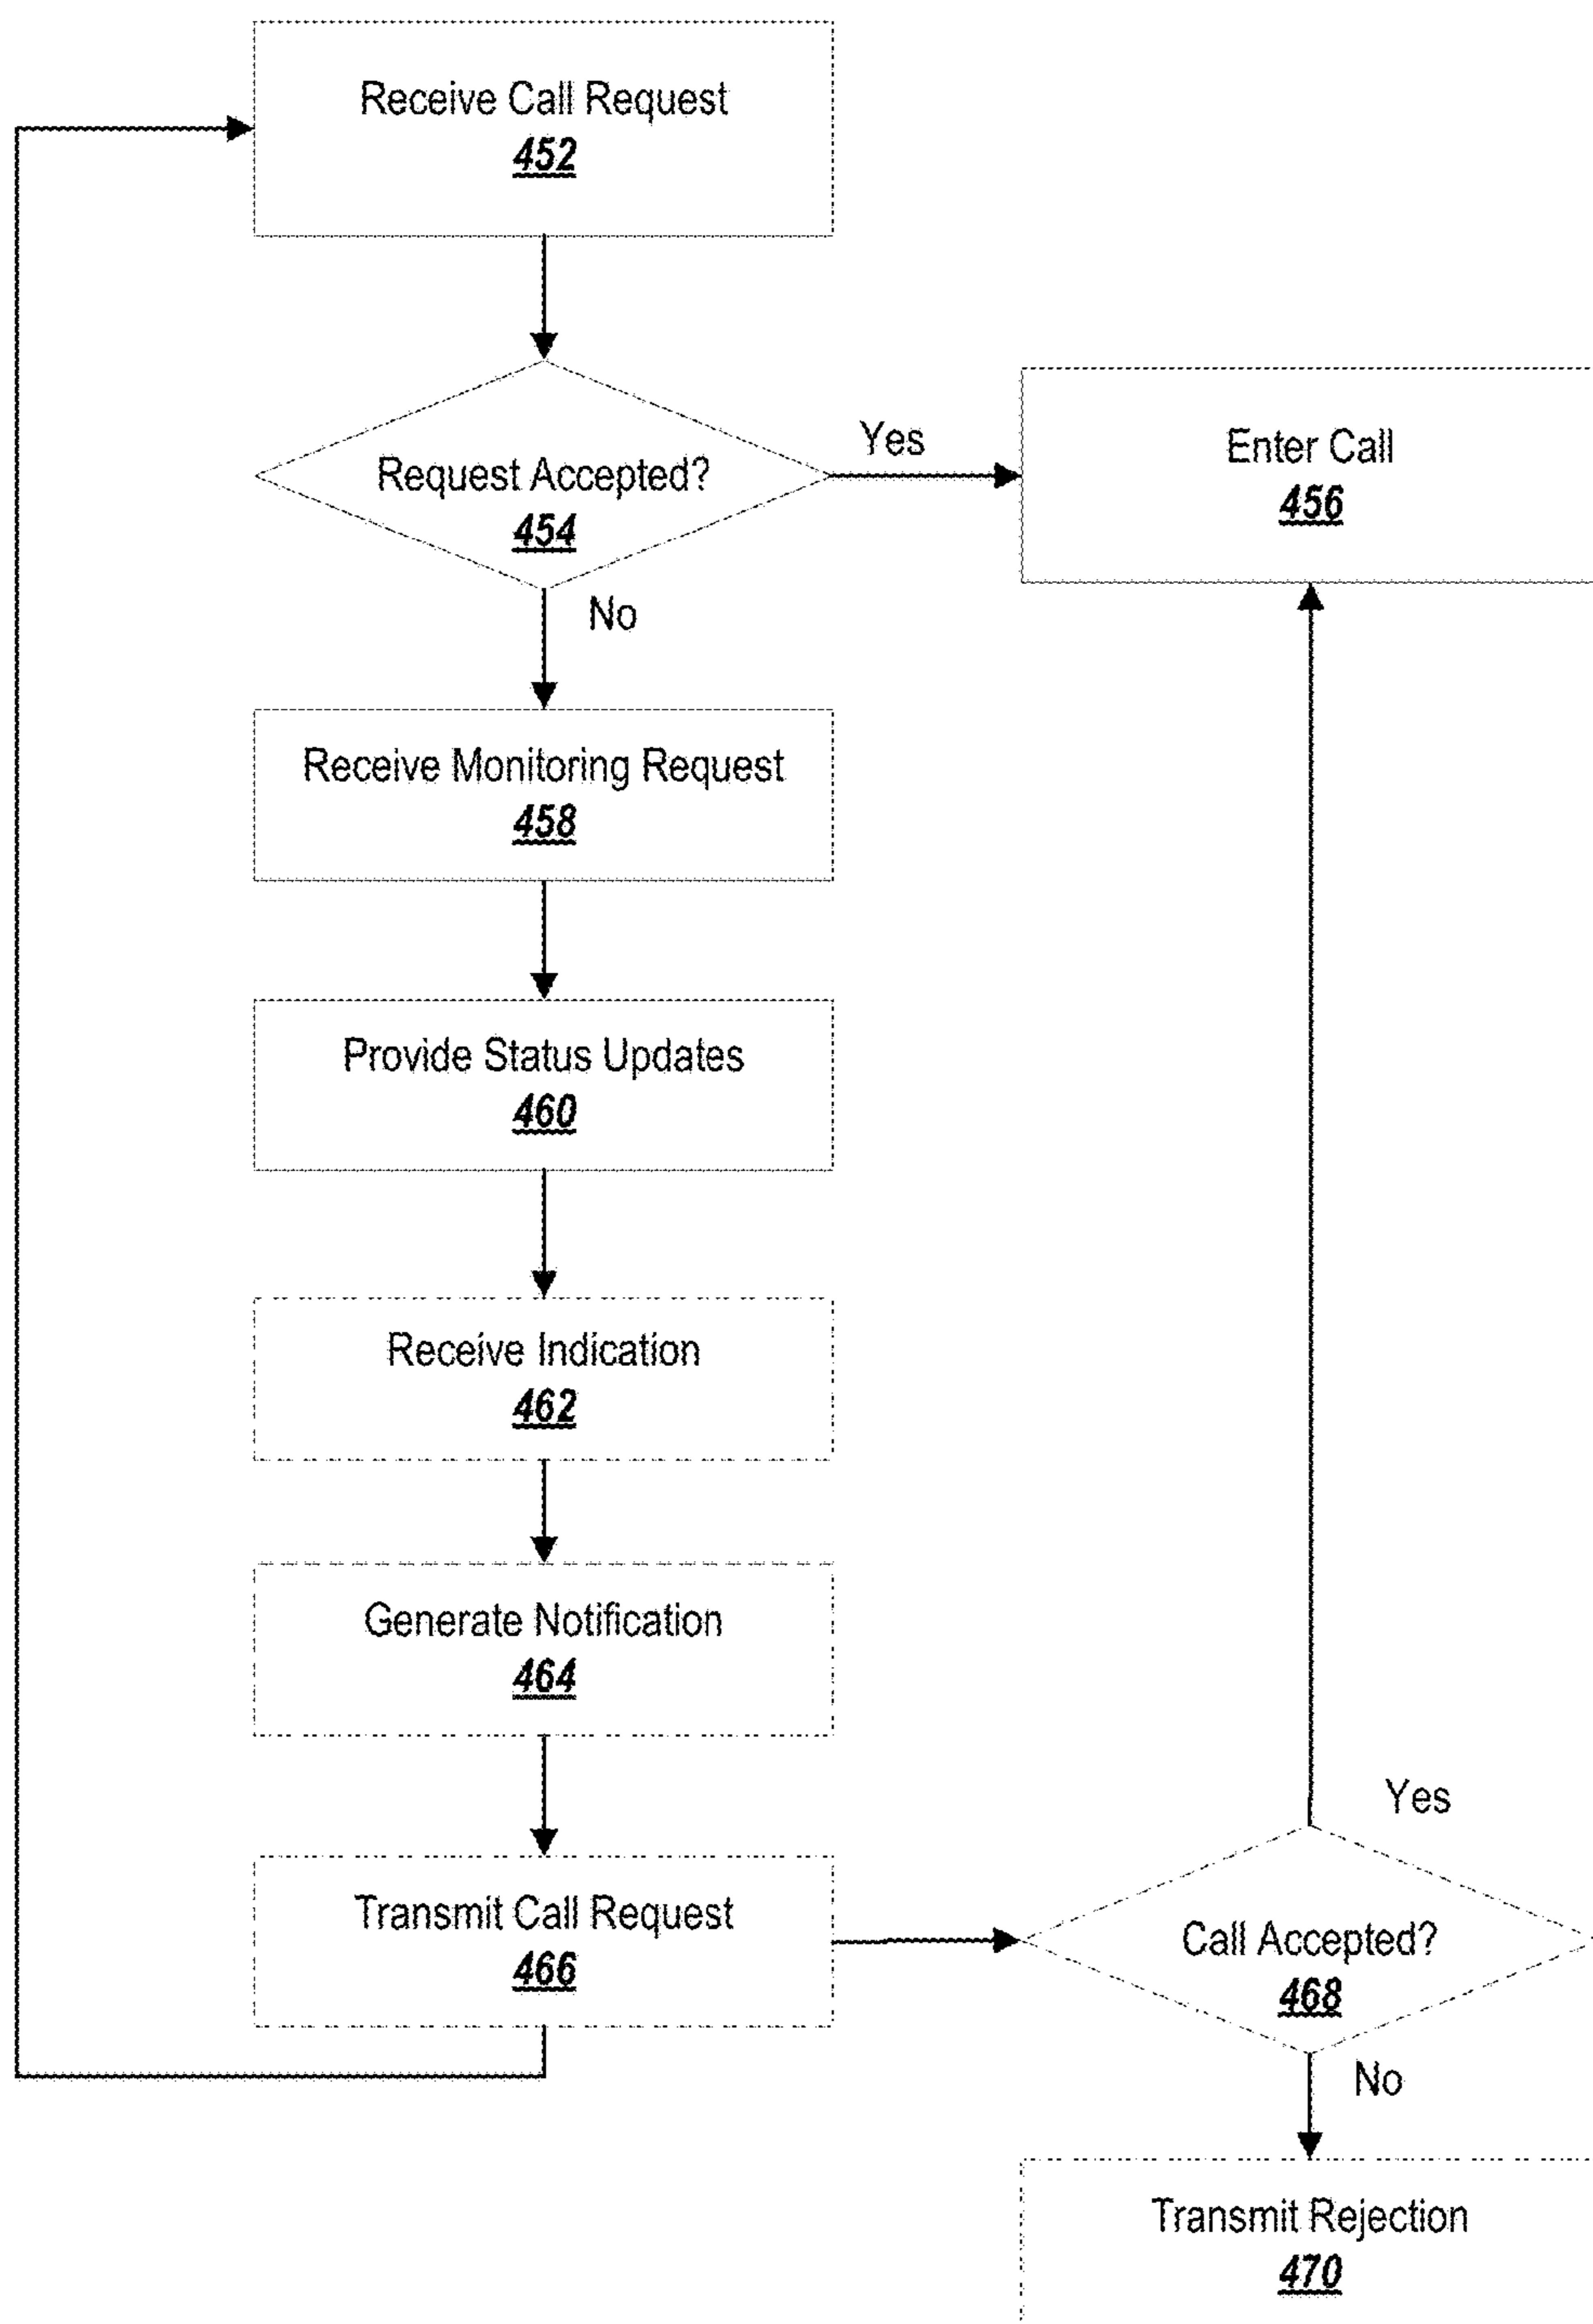 Receive Call Request
452
Request Accepted?
454
Yes
Enter Call
456
No
Receive Monitoring Request
458
Provide Status Updates
460
Receive Indication
462
Generate Notification
464
Transmit Call Request
466
Yes
Call Accepted?
468
No
Transmit Rejection
470